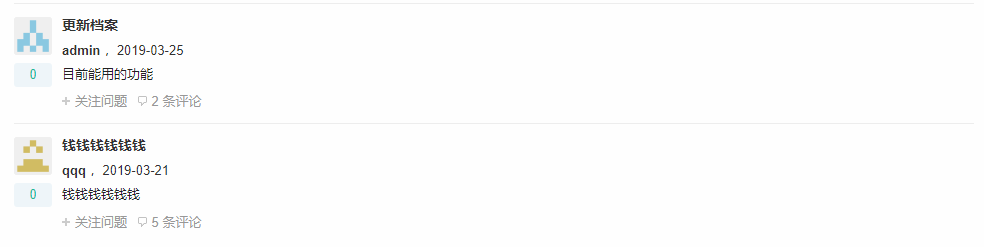 更新档案
admin ，2019-03-25
0
目前能用的功能
+ 关注问题 2 条评论
钱钱钱钱钱钱
qqq ，2019-03-21
0
钱钱钱钱钱钱
+ 关注问题 5 条评论